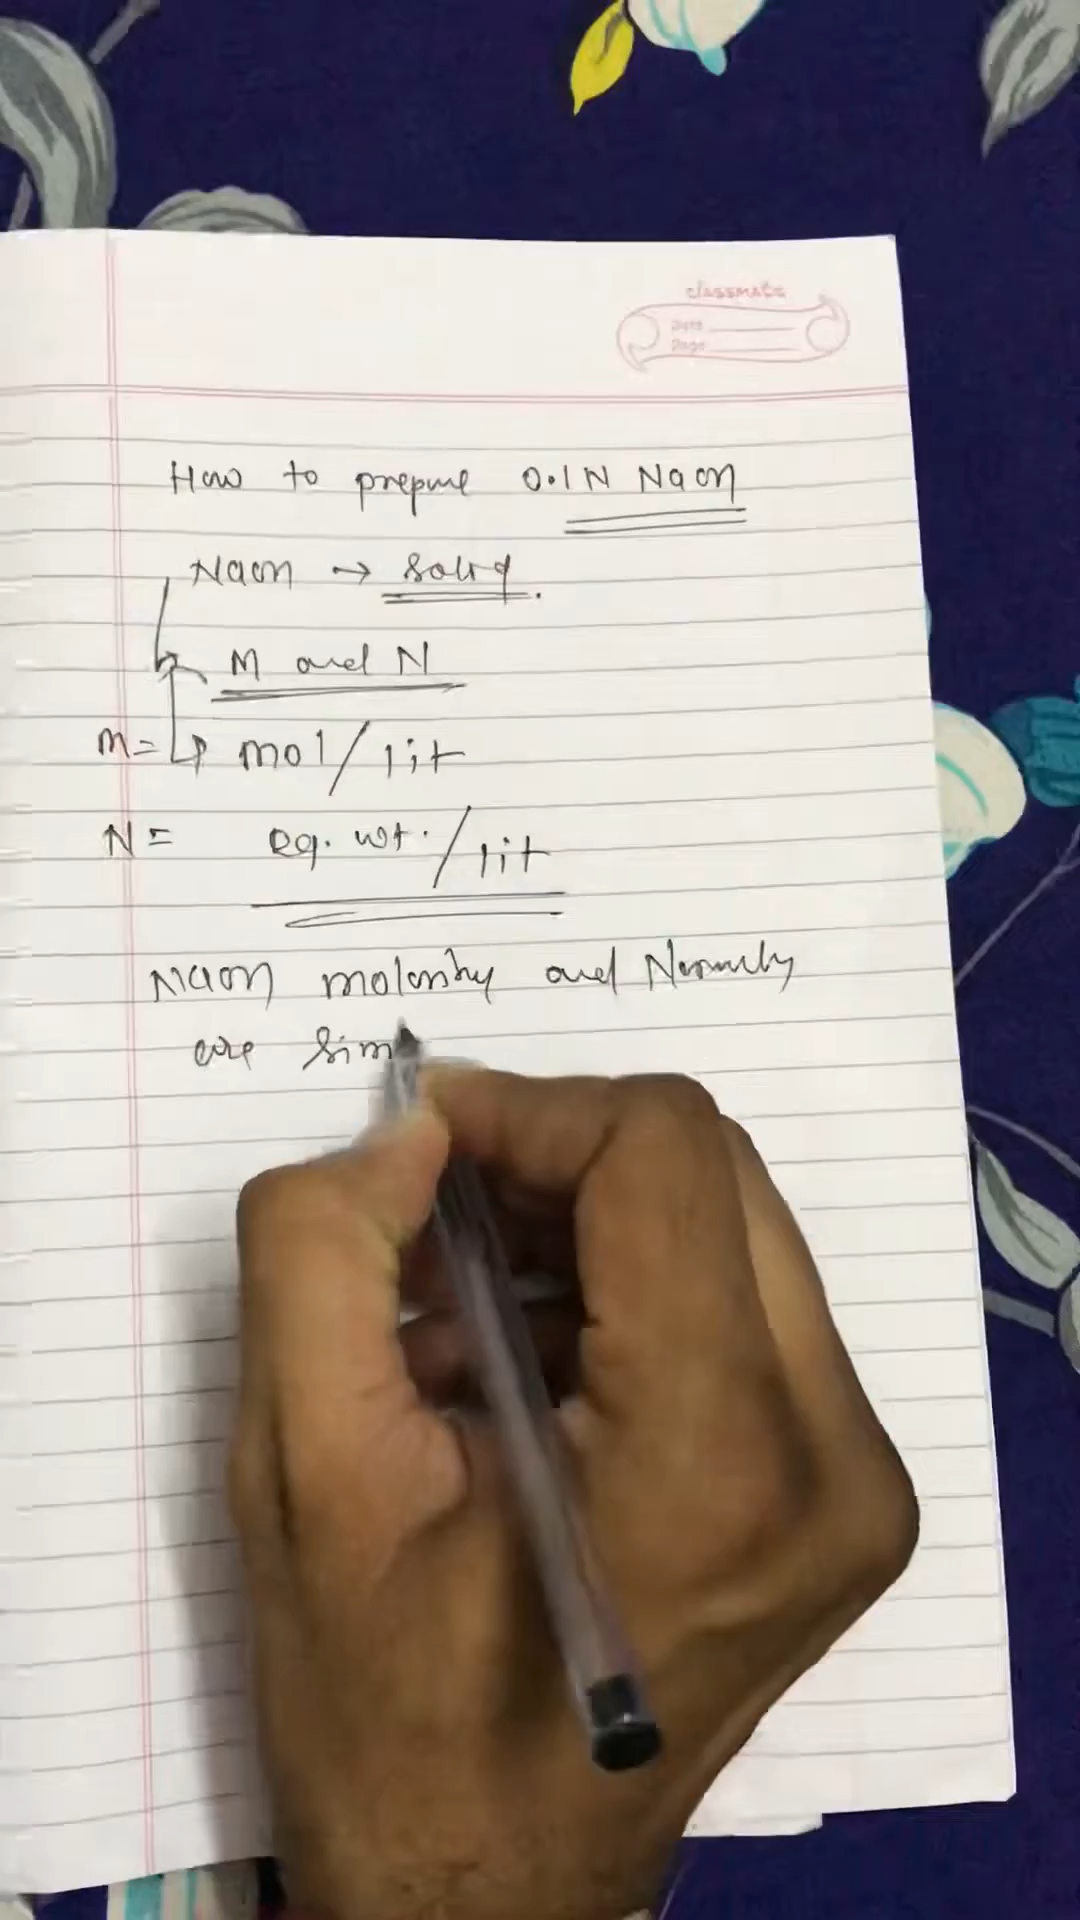 classmate
Date
Page
How to prepare 0.1N NaOH
NaOH → solid.
M and N
M = mol/lit
N = eq. wt./lit
NaOH molarity and Normality
are sim